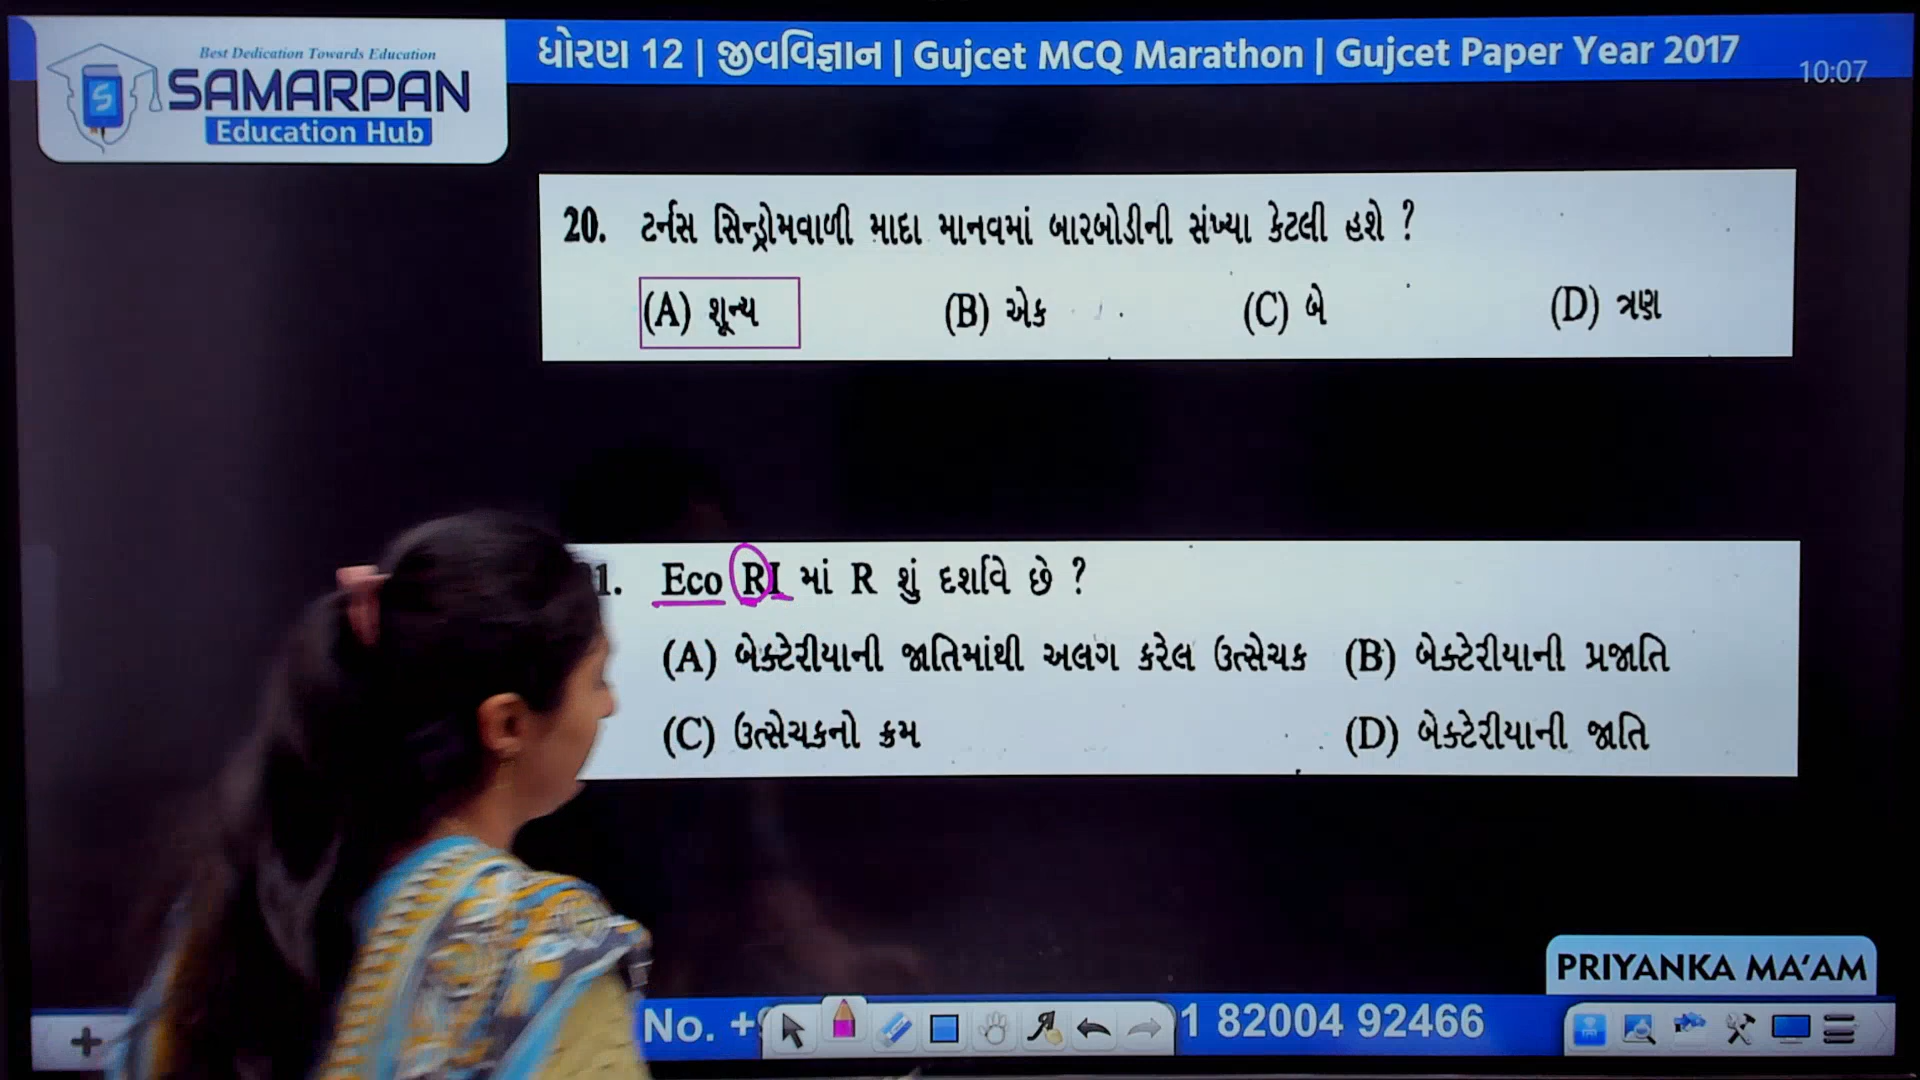 Best Dedication Towards Education
SAMARPAN
Education Hub
ધોરણ 12 | જીવવિજ્ઞાન | Gujcet MCQ Marathon | Gujcet Paper Year 2017
10:07
20. ટર્નસ સિન્ડ્રોમવાળી માદા માનવમાં બારબોડીની સંખ્યા કેટલી હશે ?
(A) શૂન્ય (B) એક (C) બે (D) ત્રણ
1. Eco RI માં R શું દર્શાવે છે ?
(A) બેક્ટેરીયાની જાતિમાંથી અલગ કરેલ ઉત્સેચક (B) બેક્ટેરીયાની પ્રજાતિ
(C) ઉત્સેચકનો ક્રમ (D) બેક્ટેરીયાની જાતિ
PRIYANKA MA'AM
No. + 1 82004 92466